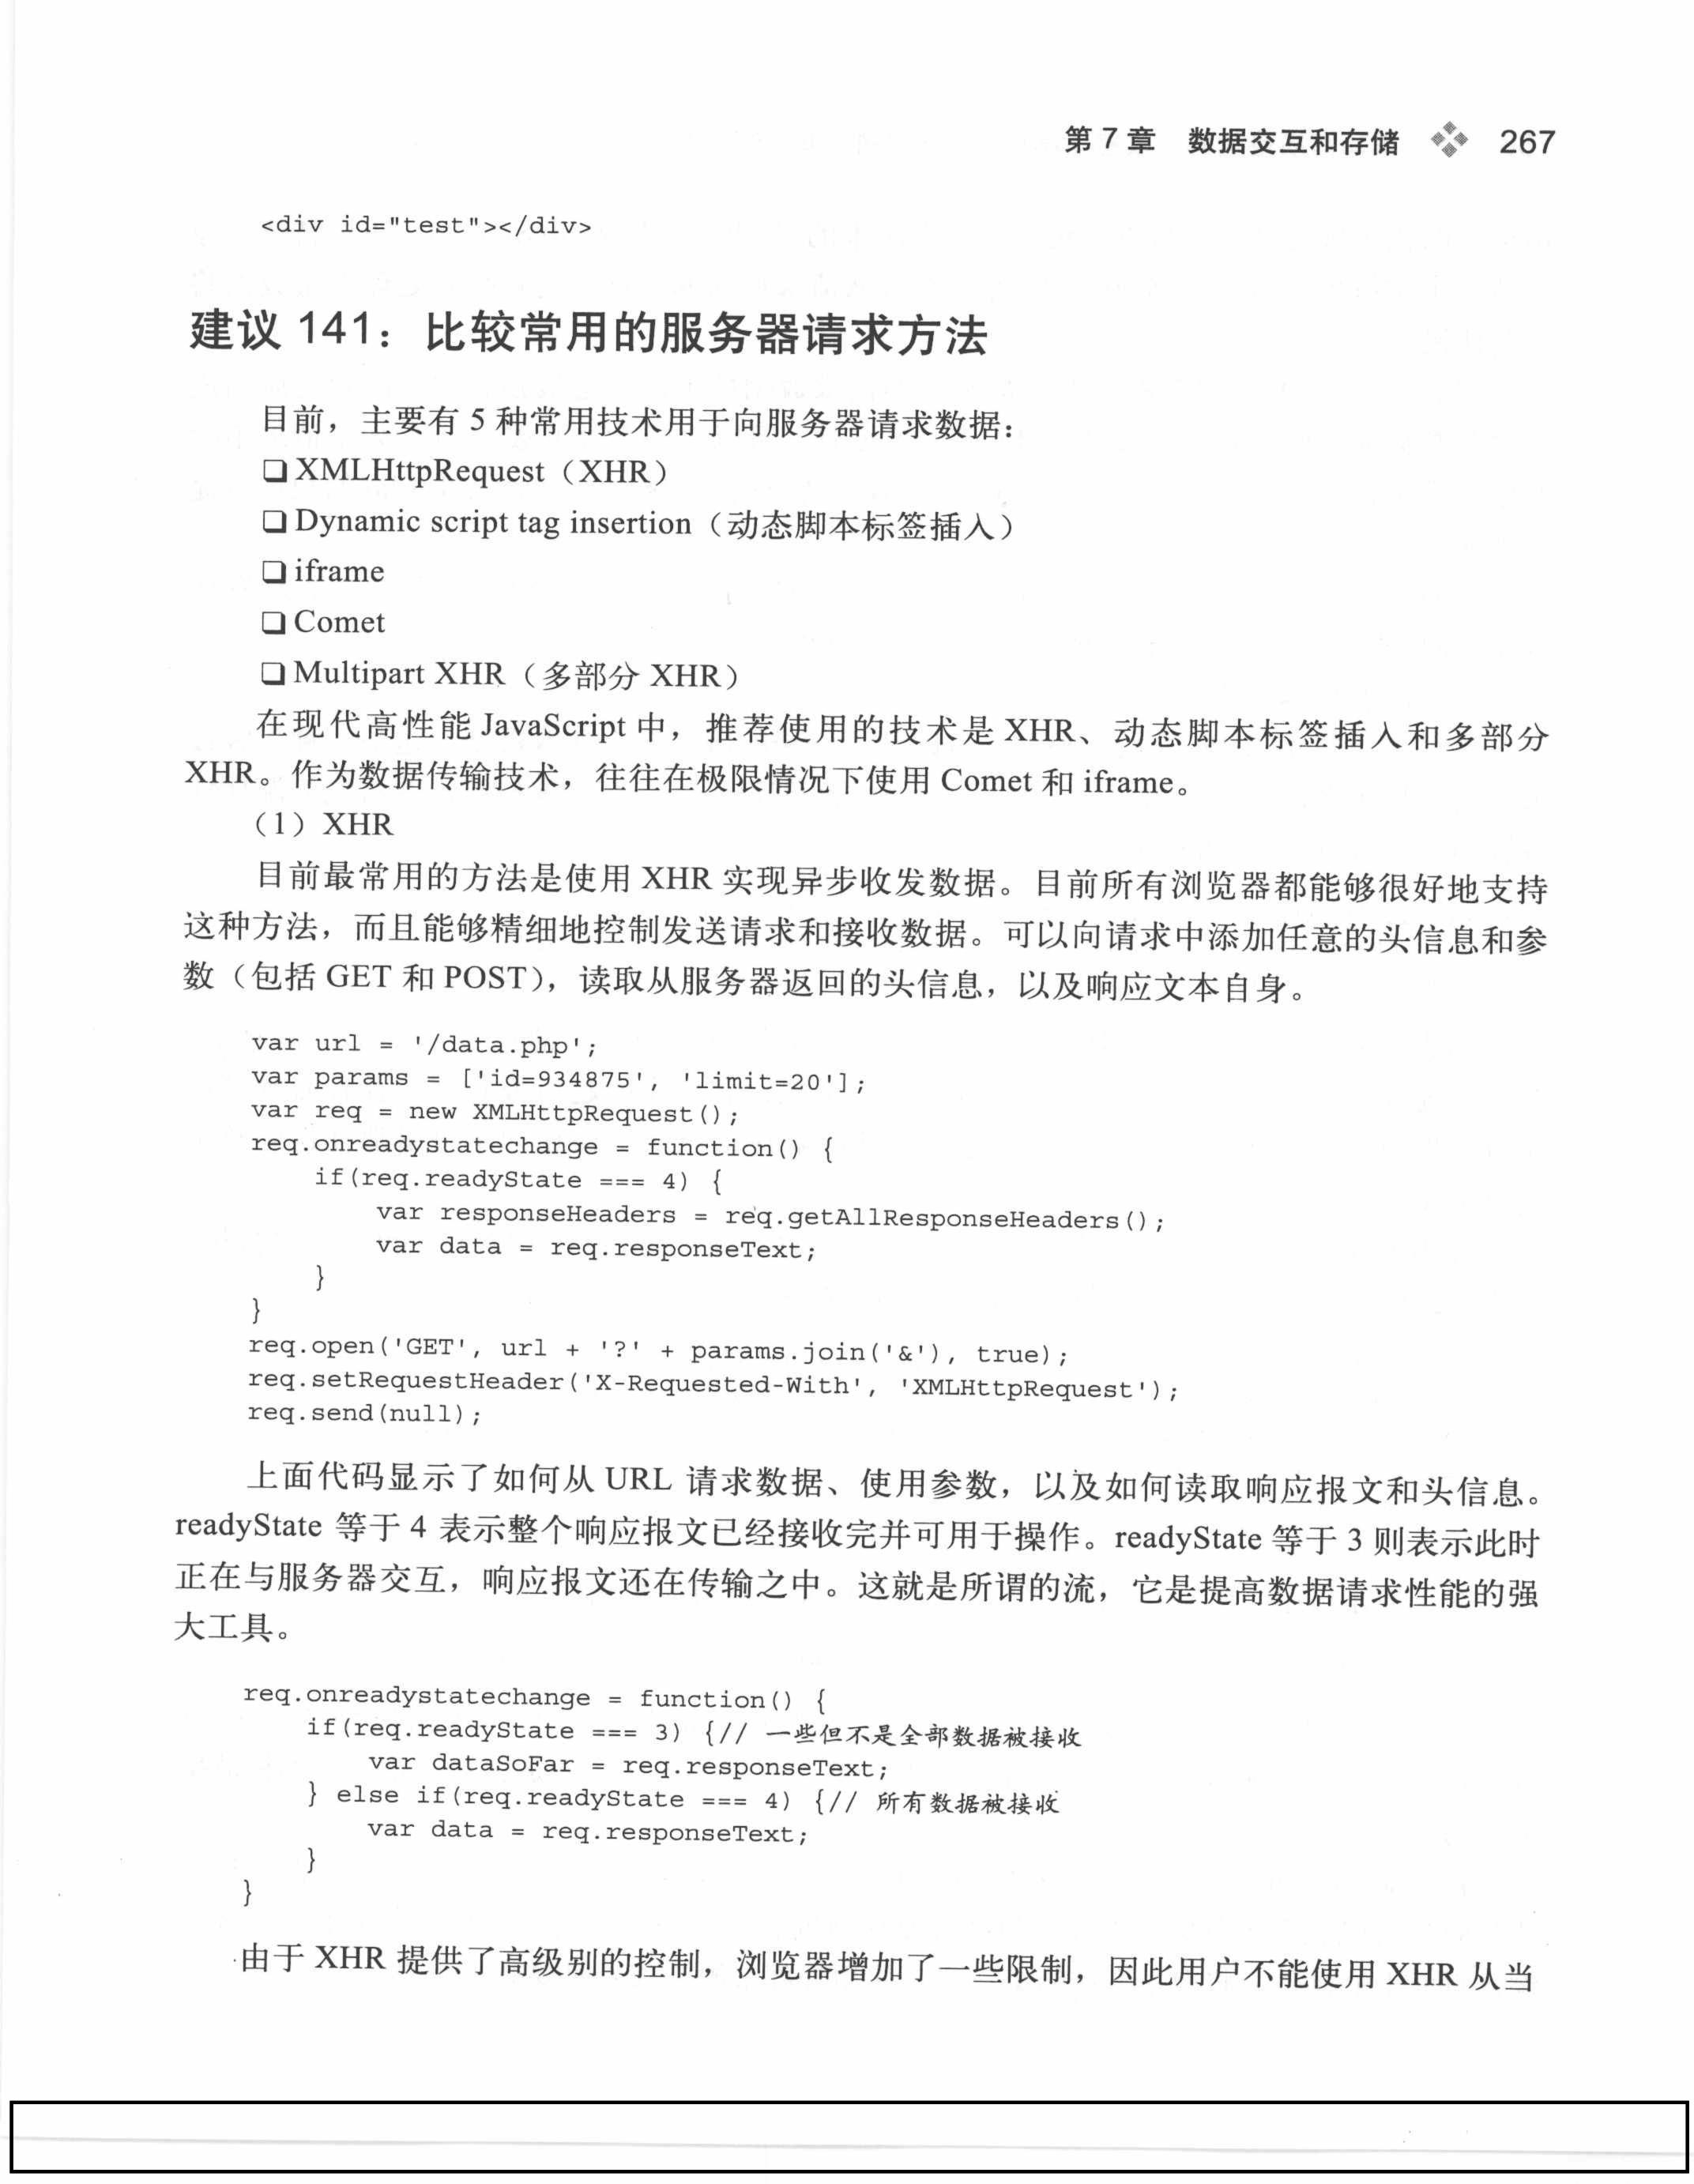 第 7 章　数据交互和存储　267
<div id="test"></div>
建议 141：比较常用的服务器请求方法
目前，主要有 5 种常用技术用于向服务器请求数据：
❑ XMLHttpRequest（XHR）
❑ Dynamic script tag insertion（动态脚本标签插入）
❑ iframe
❑ Comet
❑ Multipart XHR（多部分 XHR）
在现代高性能 JavaScript 中，推荐使用的技术是 XHR、动态脚本标签插入和多部分
XHR。作为数据传输技术，往往在极限情况下使用 Comet 和 iframe。
（1）XHR
目前最常用的方法是使用 XHR 实现异步收发数据。目前所有浏览器都能够很好地支持
这种方法，而且能够精细地控制发送请求和接收数据。可以向请求中添加任意的头信息和参
数（包括 GET 和 POST），读取从服务器返回的头信息，以及响应文本自身。
var url = '/data.php';
var params = ['id=934875', 'limit=20'];
var req = new XMLHttpRequest();
req.onreadystatechange = function() {
    if(req.readyState === 4) {
        var responseHeaders = req.getAllResponseHeaders();
        var data = req.responseText;
    }
}
req.open('GET', url + '?' + params.join('&'), true);
req.setRequestHeader('X-Requested-With', 'XMLHttpRequest');
req.send(null);
上面代码显示了如何从 URL 请求数据、使用参数，以及如何读取响应报文和头信息。
readyState 等于 4 表示整个响应报文已经接收完并可用于操作。readyState 等于 3 则表示此时
正在与服务器交互，响应报文还在传输之中。这就是所谓的流，它是提高数据请求性能的强
大工具。
req.onreadystatechange = function() {
    if(req.readyState === 3) {// 一些但不是全部数据被接收
        var dataSoFar = req.responseText;
    } else if(req.readyState === 4) {// 所有数据被接收
        var data = req.responseText;
    }
}
由于 XHR 提供了高级别的控制，浏览器增加了一些限制，因此用户不能使用 XHR 从当